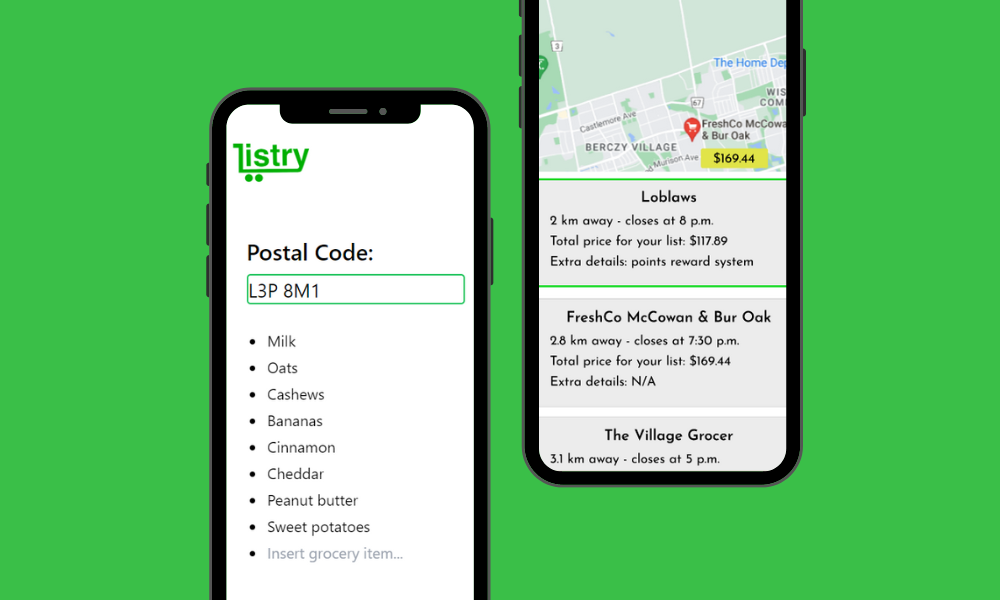 listry
Postal Code:
L3P 8M1
Milk
Oats
Cashews
Bananas
Cinnamon
Cheddar
Peanut butter
Sweet potatoes
Insert grocery item...
3
The Home Dep
WIS
COM
67
Castlemore Ave
FreshCo McCowa
& Bur Oak
BERCZY VILLAGE
Munison Ave
$169.44
Loblaws
2 km away - closes at 8 p.m.
Total price for your list: $117.89
Extra details: points reward system
FreshCo McCowan & Bur Oak
2.8 km away - closes at 7:30 p.m.
Total price for your list: $169.44
Extra details: N/A
The Village Grocer
3.1 km away - closes at 5 p.m.